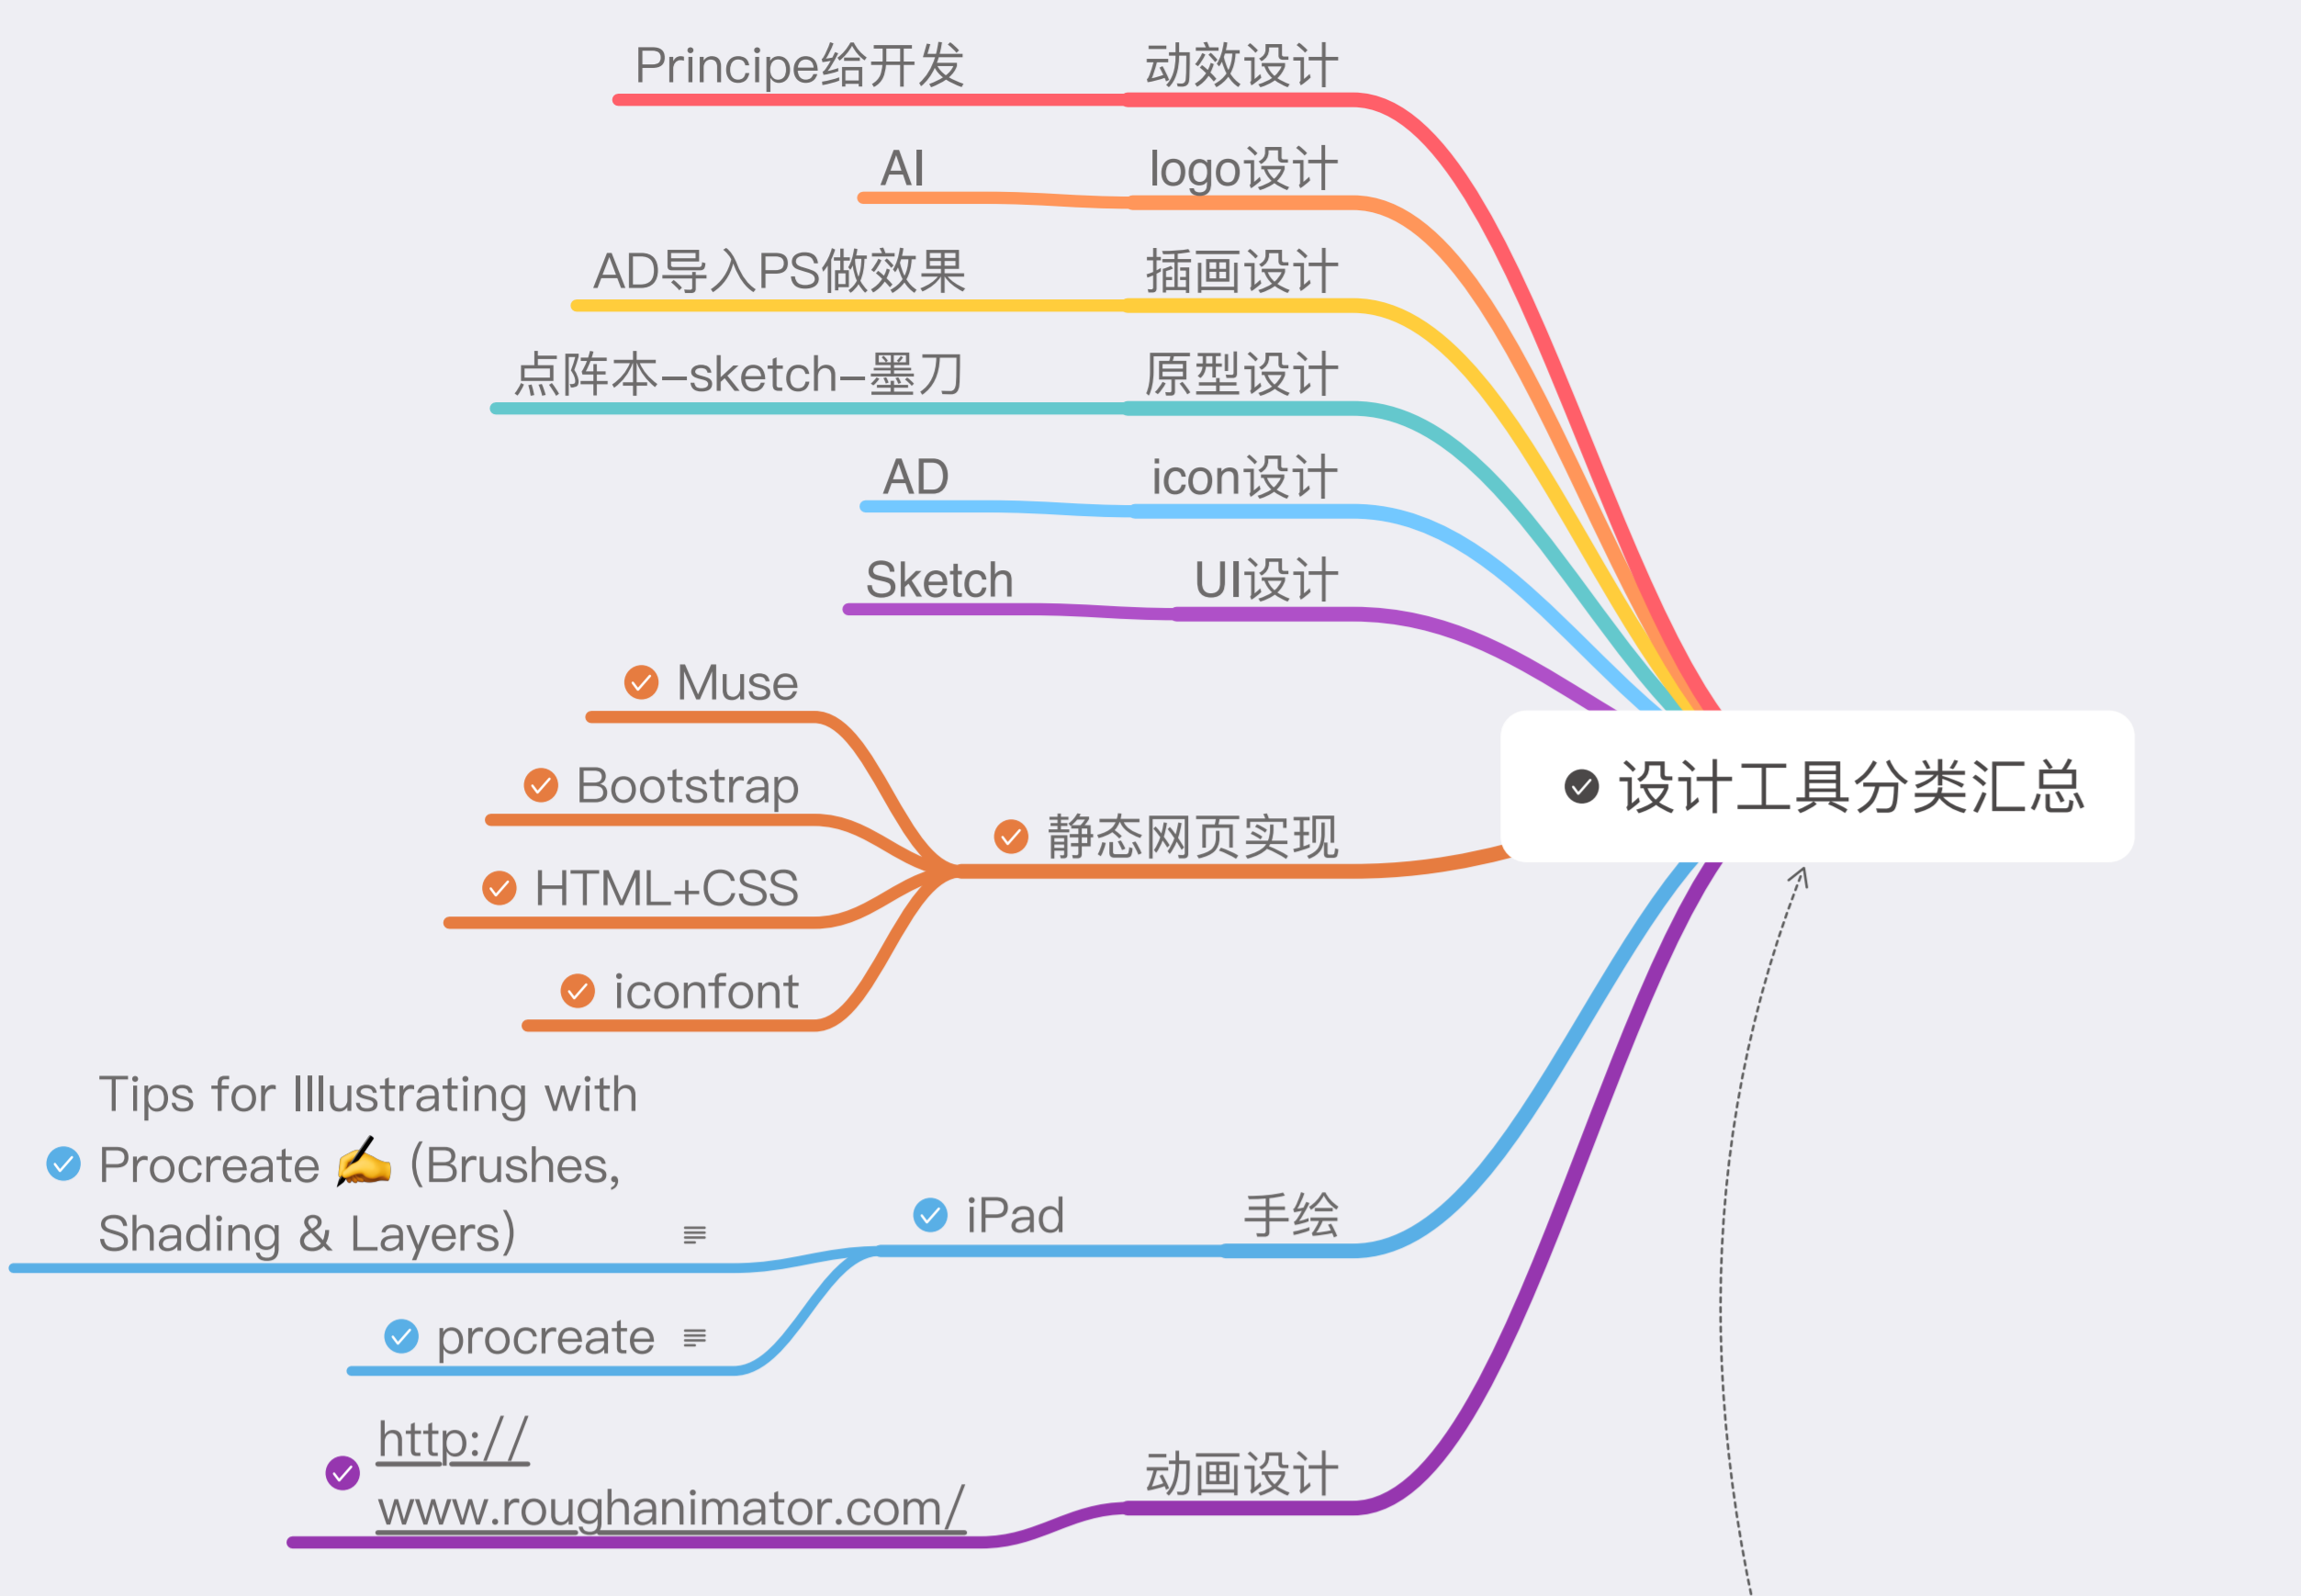 Principe结开发
动效设计
AI
logo设计
AD导入PS做效果
插画设计
点阵本-sketch-墨刀
原型设计
AD
icon设计
Sketch
UI设计
Muse
Bootstrap
HTML+CSS
iconfont
静态网页实现
设计工具分类汇总
Tips for Illustrating with
Procreate ✍ (Brushes,
Shading & Layers)
procreate
iPad
手绘
http://
www.roughanimator.com/
动画设计